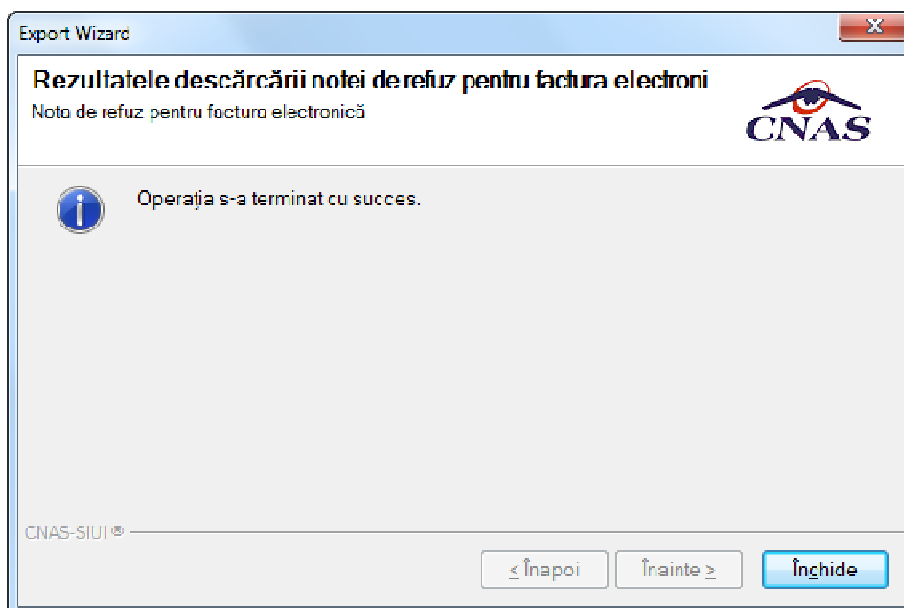 Export Wizard
Rezultatele descărcării notei de refuz pentru factura electroni
Nota de refuz pentru factura electronică
CNAS
Operația s-a terminat cu succes.
CNAS-SIUI ®
< Înapoi
Înainte >
Închide